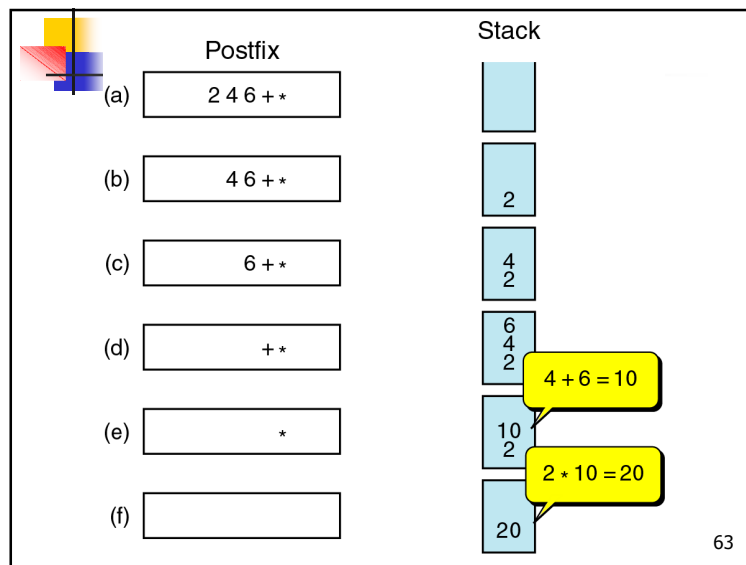 Postfix Stack
(a) 2 4 6 + *
(b) 4 6 + * 2
(c) 6 + * 4
2
(d) + * 6
4
2
4 + 6 = 10
(e) * 10
2
2 * 10 = 20
(f) 20
63